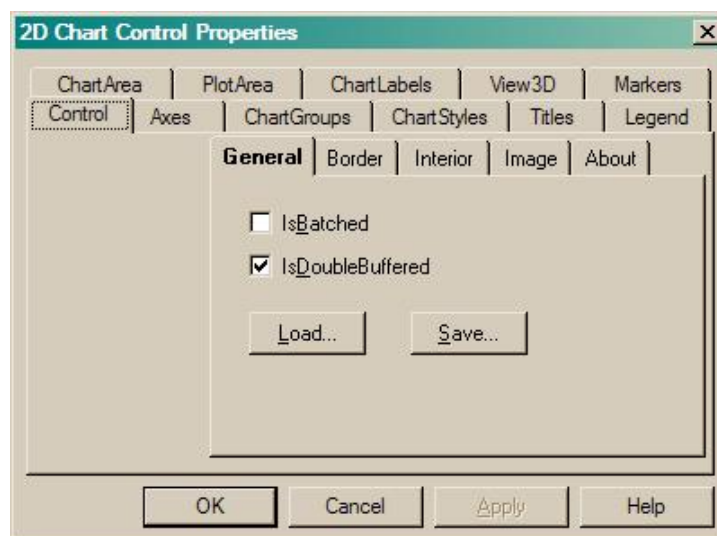 2D Chart Control Properties
ChartArea PlotArea ChartLabels View3D Markers
Control Axes ChartGroups ChartStyles Titles Legend
General Border Interior Image About
IsBatched
IsDoubleBuffered
Load... Save...
OK Cancel Apply Help